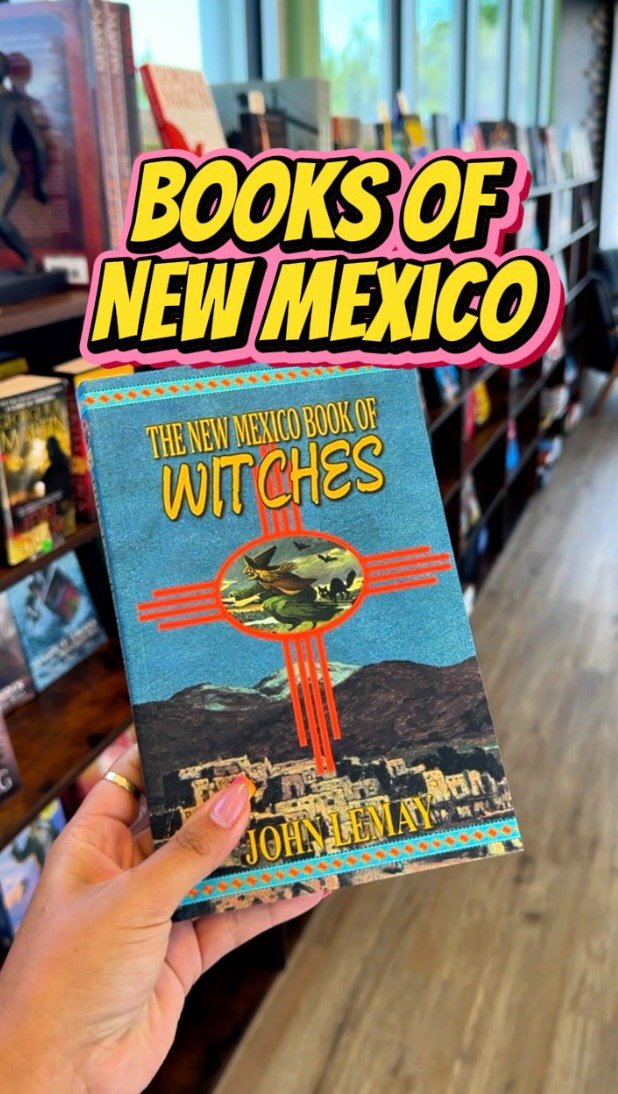 BOOKS OF
NEW MEXICO
THE NEW MEXICO BOOK OF
WITCHES
JOHN LEMAY